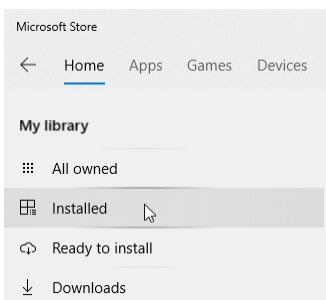 Microsoft Store
Home Apps Games Devices
My library
All owned
Installed
Ready to install
Downloads